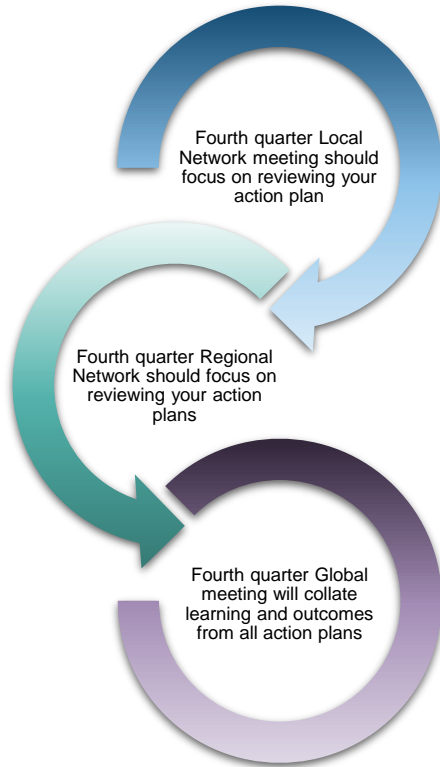 Fourth quarter Local
Network meeting should
focus on reviewing your
action plan
Fourth quarter Regional
Network should focus on
reviewing your action
plans
Fourth quarter Global
meeting will collate
learning and outcomes
from all action plans